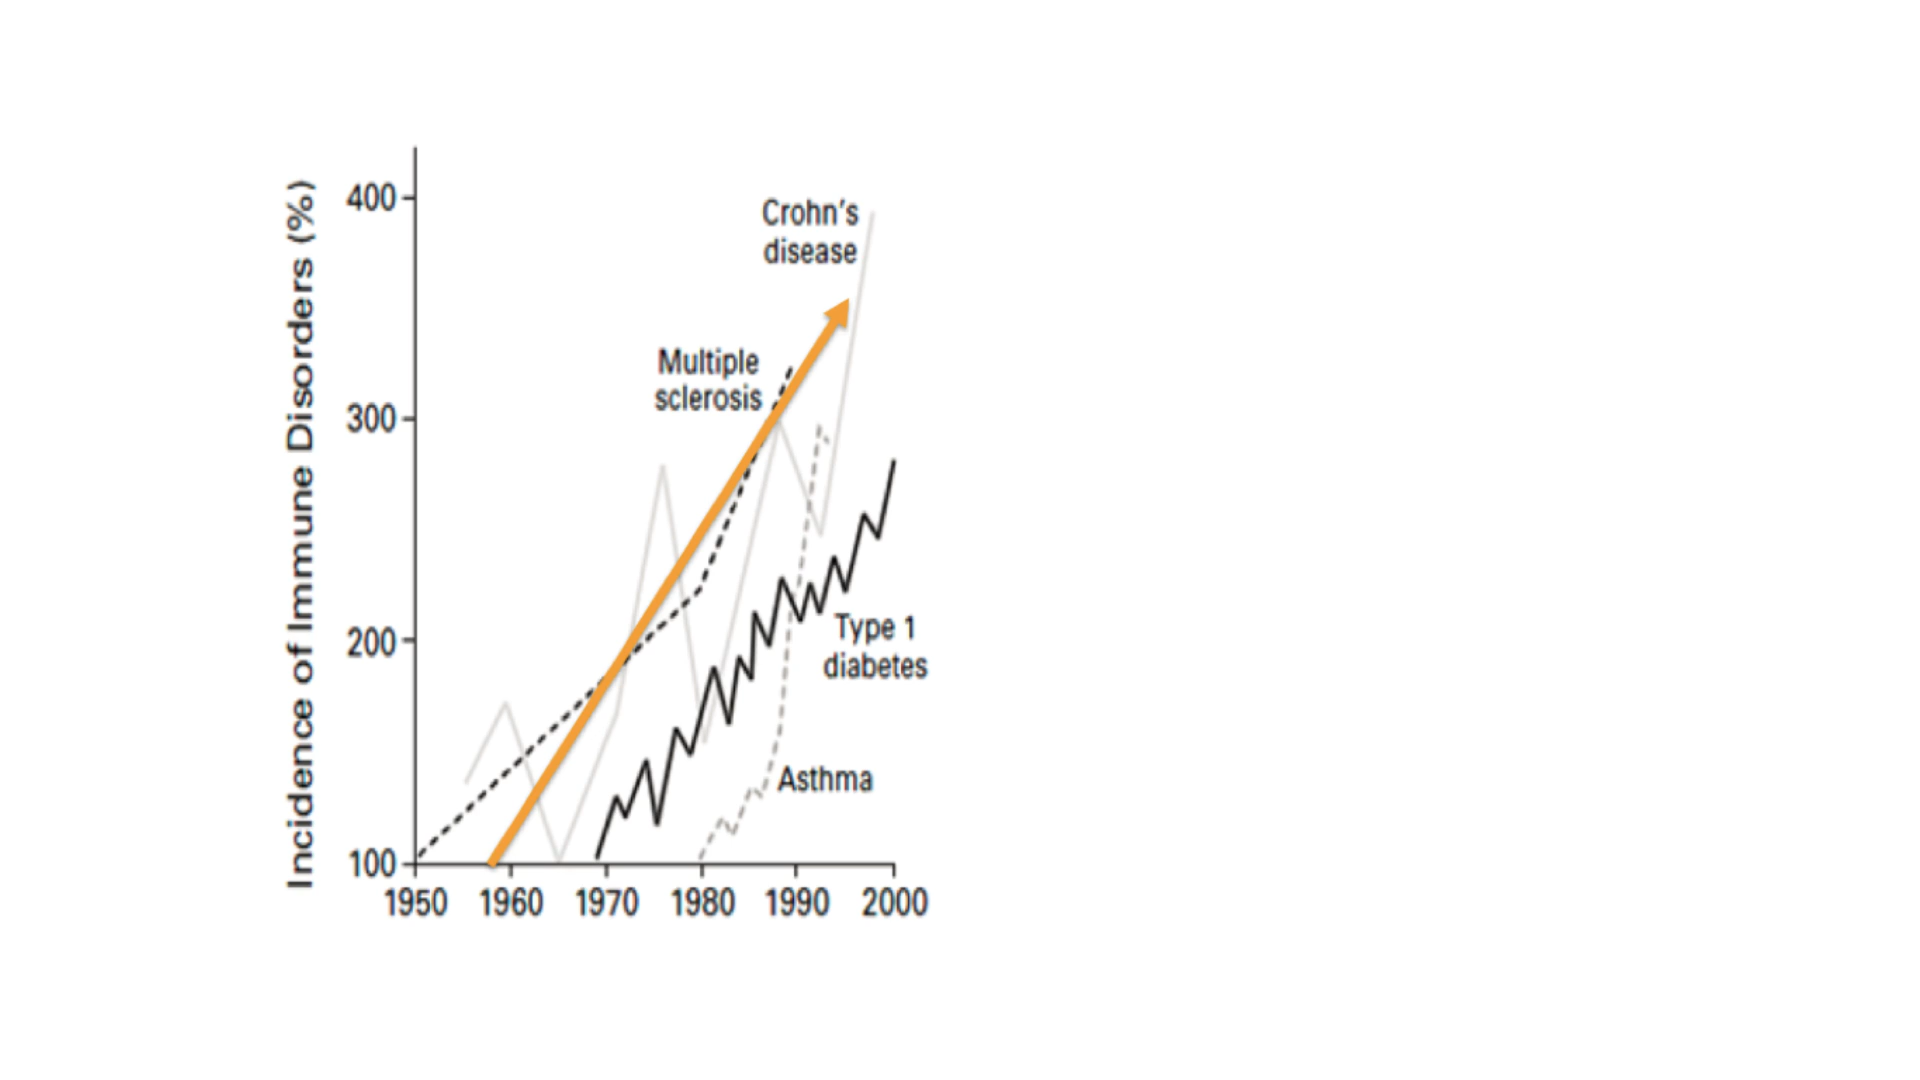 Incidence of Immune Disorders (%)
400
300
200
100
Crohn's
disease
Multiple
sclerosis
Type 1
diabetes
Asthma
1950 1960 1970 1980 1990 2000